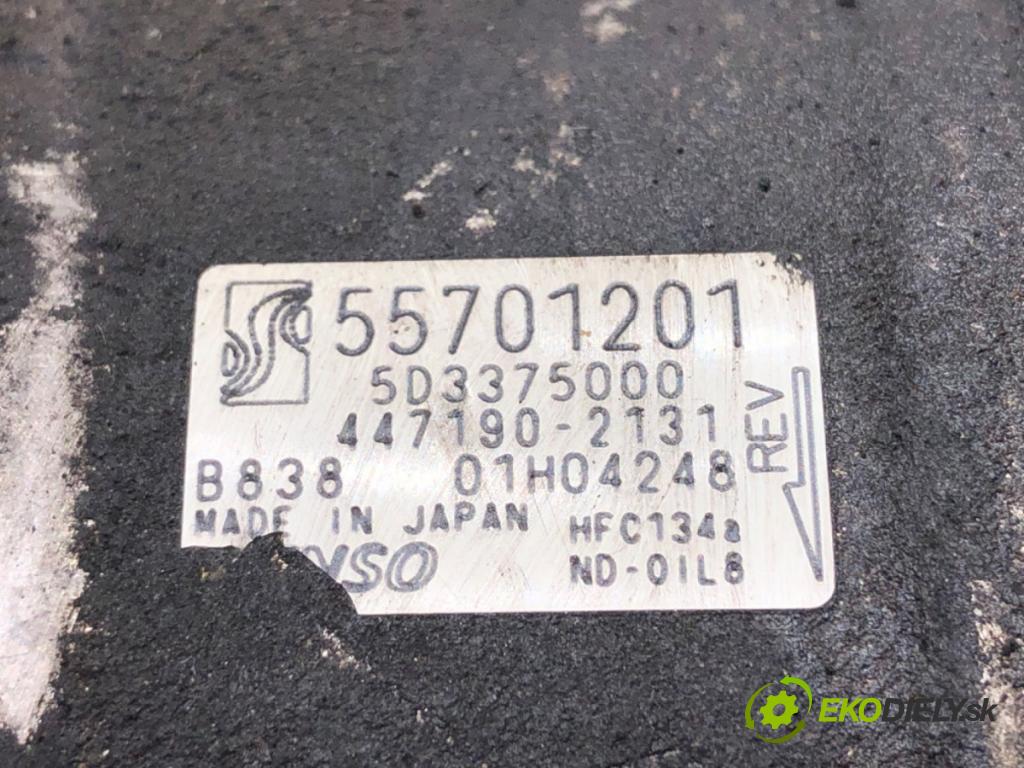 55701201
5D3375000
447190-2131
REV
B838 01H04248
MADE IN JAPAN HFC134a
ND-OIL8
EKODIELY.sk